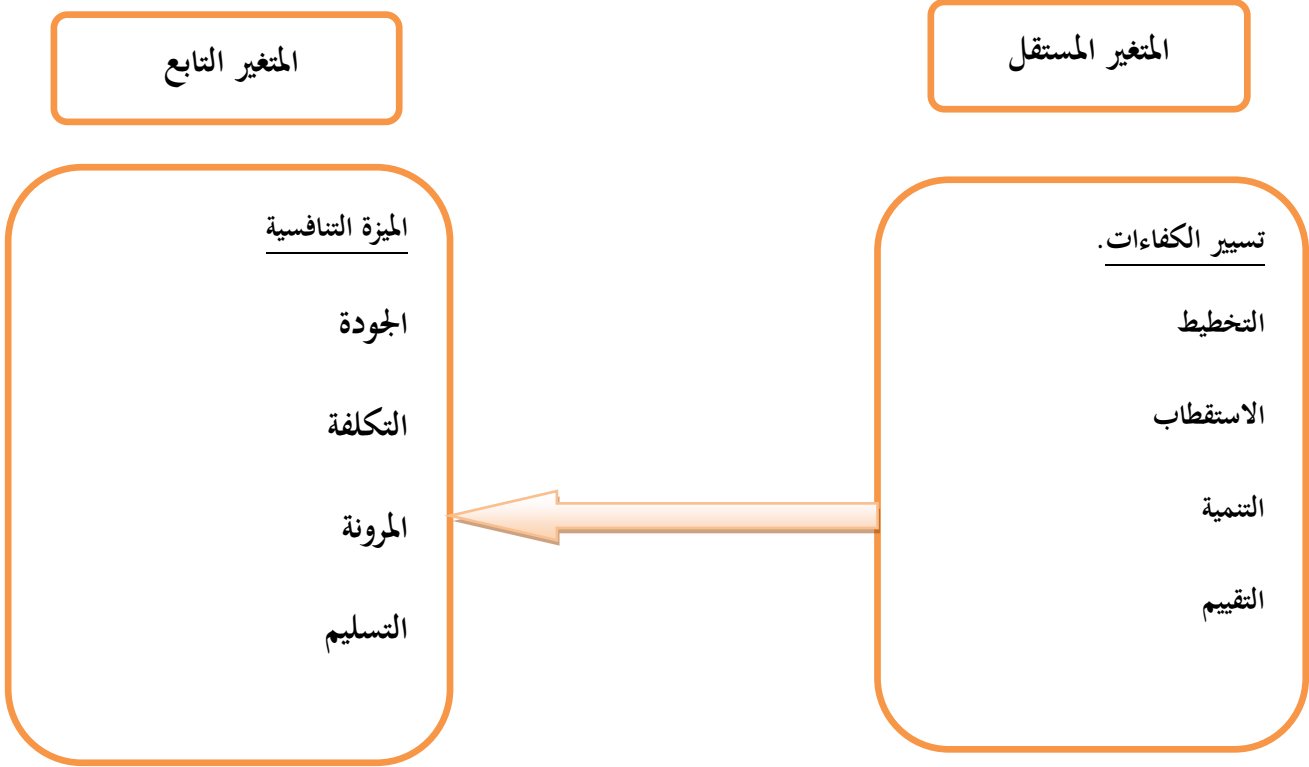 المتغير المستقل
المتغير التابع
تسيير الكفاءات.
التخطيط
الاستقطاب
التنمية
التقييم
الميزة التنافسية
الجودة
التكلفة
المرونة
التسليم